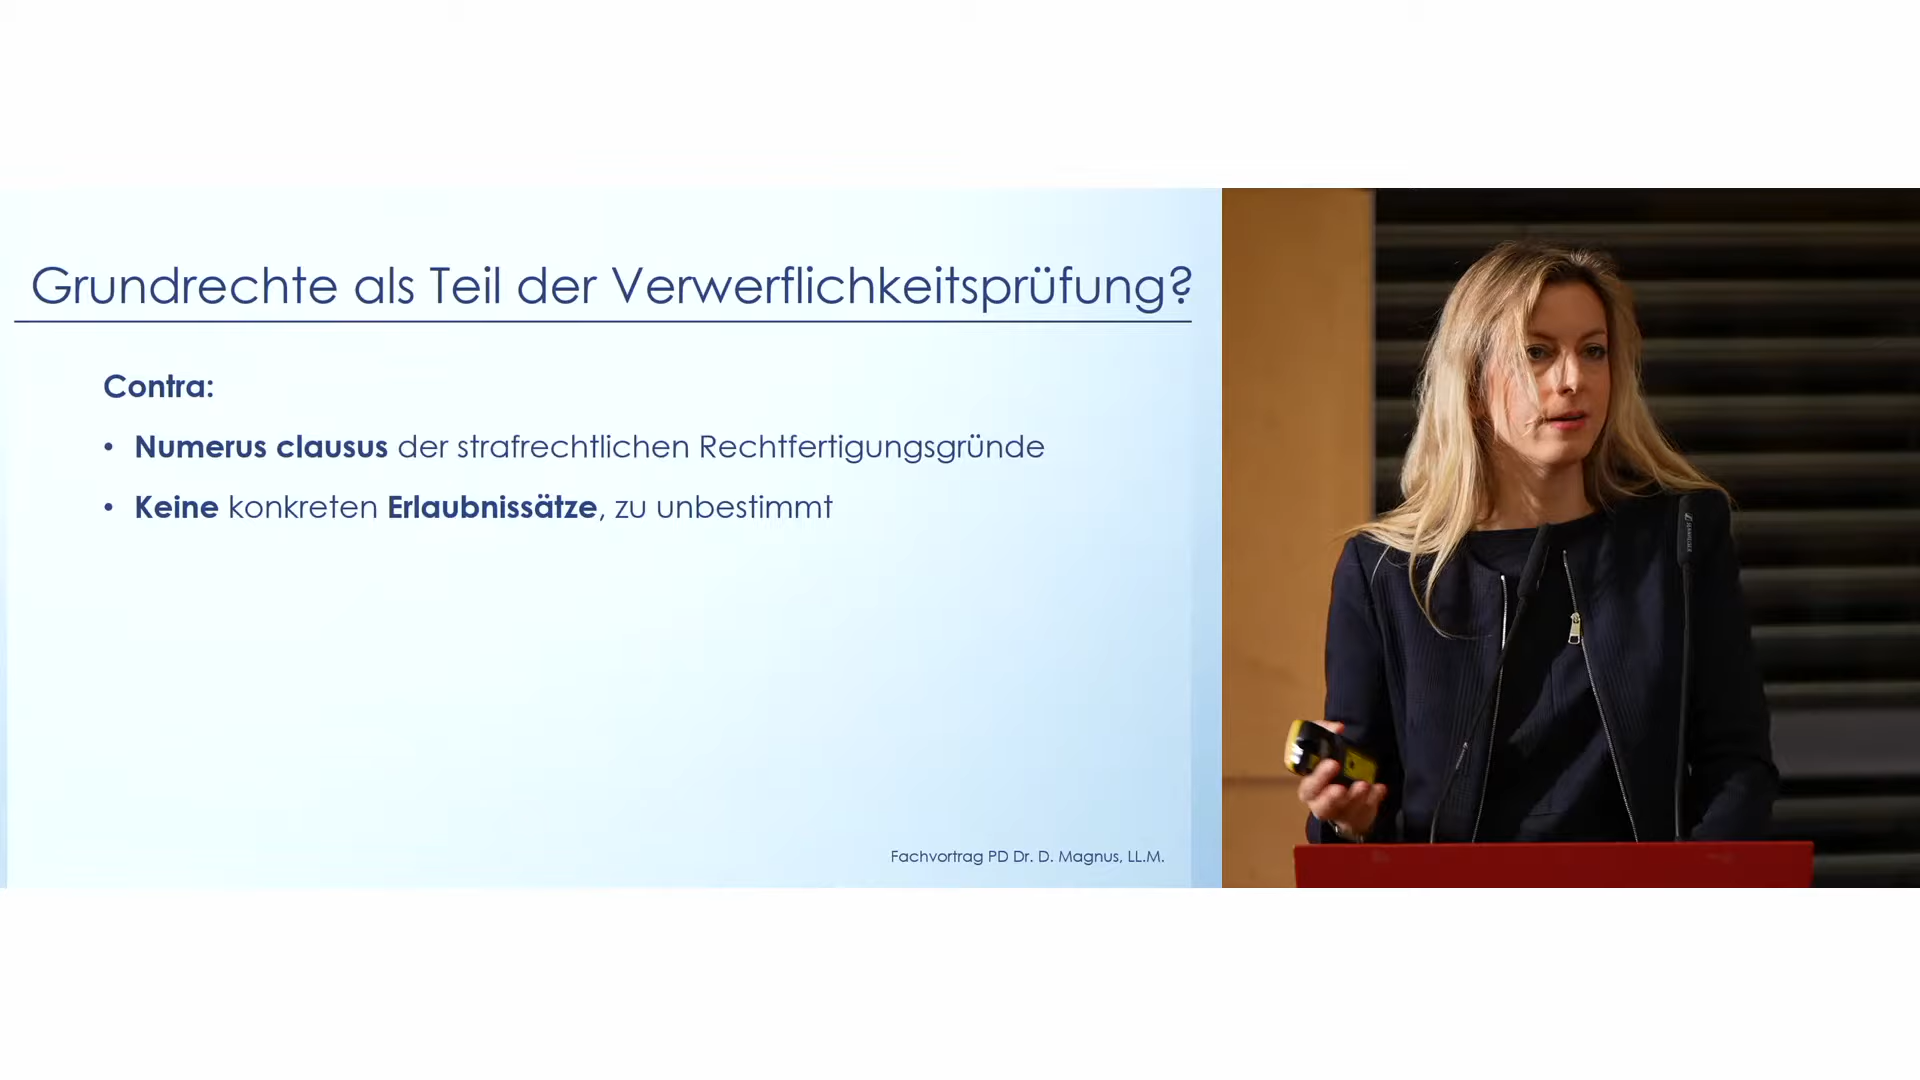 Grundrechte als Teil der Verwerflichkeitsprüfung?
Contra:
• Numerus clausus der strafrechtlichen Rechtfertigungsgründe
• Keine konkreten Erlaubnissätze, zu unbestimmt
Fachvortrag PD Dr. D. Magnus, LL.M.